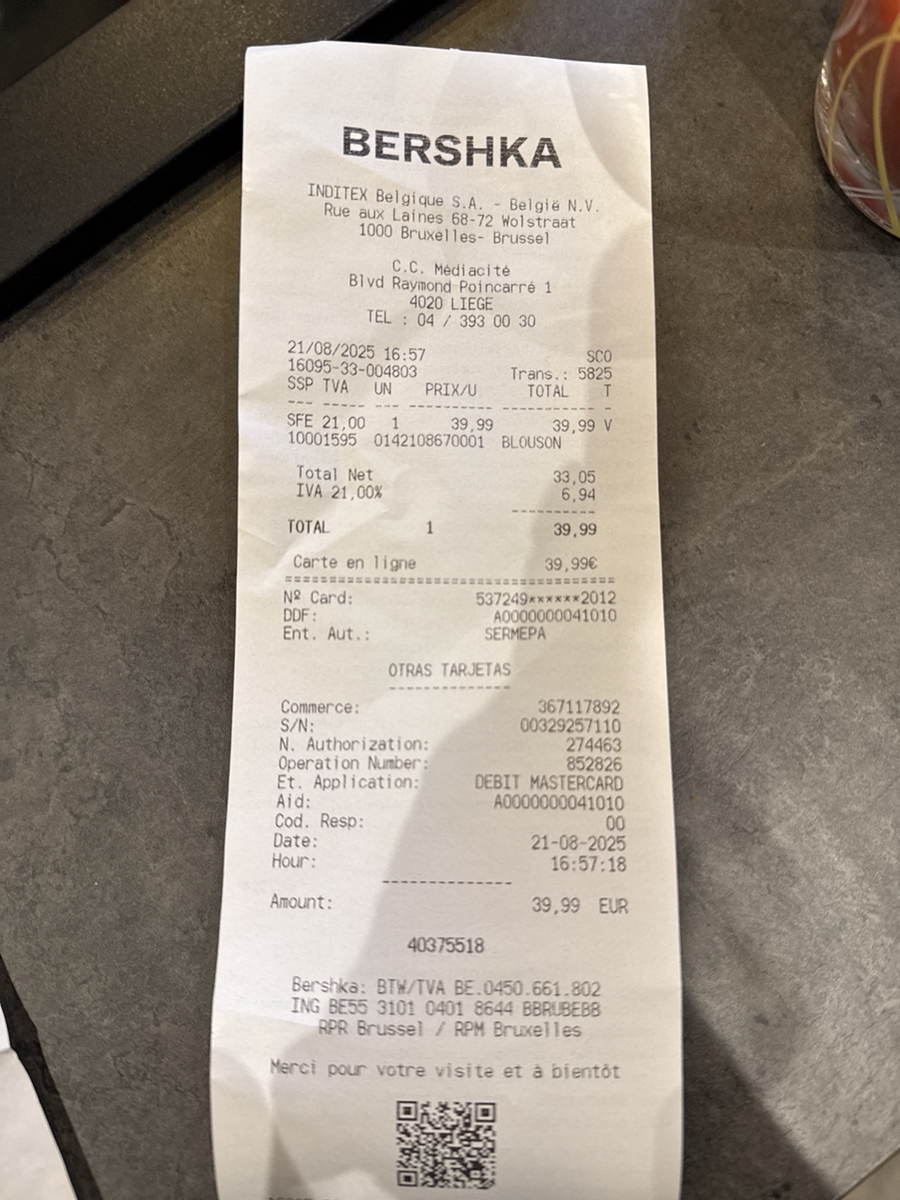 BERSHKA
INDITEX Belgique S.A. - België N.V.
Rue aux Laines 68-72 Wolstraat
1000 Bruxelles- Brussel
C.C. Médiacité
Blvd Raymond Poincarré 1
4020 LIEGE
TEL : 04 / 393 00 30
21/08/2025 16:57 SCO
16095-33-004803 Trans.: 5825
SSP TVA UN PRIX/U TOTAL T
--- ----- --- ---------- ----------- -
SFE 21,00 1 39,99 39,99 V
10001595 0142108670001 BLOUSON
Total Net 33,05
IVA 21,00% 6,94
----------
TOTAL 1 39,99
Carte en ligne 39,99€
======================================
Nº Card: 537249******2012
DDF: A0000000041010
Ent. Aut.: SERMEPA
OTRAS TARJETAS
--------------
Commerce: 367117892
S/N: 00329257110
N. Authorization: 274463
Operation Number: 852826
Et. Application: DEBIT MASTERCARD
Aid: A0000000041010
Cod. Resp: 00
Date: 21-08-2025
Hour: 16:57:18
--------------
Amount: 39,99 EUR
40375518
Bershka: BTW/TVA BE.0450.661.802
ING BE55 3101 0401 8644 BBRUBEBB
RPR Brussel / RPM Bruxelles
Merci pour votre visite et à bientôt